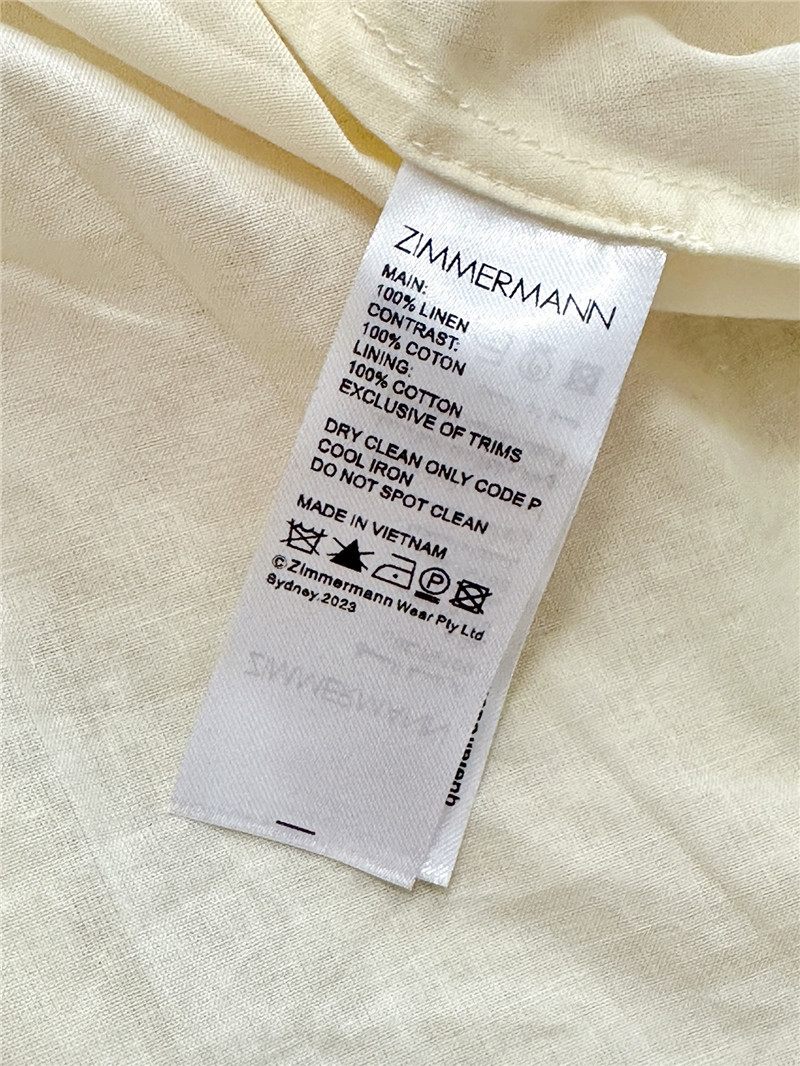 ZIMMERMANN
MAIN:
100% LINEN
CONTRAST:
100% COTON
LINING:
100% COTTON
EXCLUSIVE OF TRIMS
DRY CLEAN ONLY CODE P
COOL IRON
DO NOT SPOT CLEAN
MADE IN VIETNAM
P
©Zimmermann Wear Pty Ltd
Sydney.2023
ZIMMERMANN